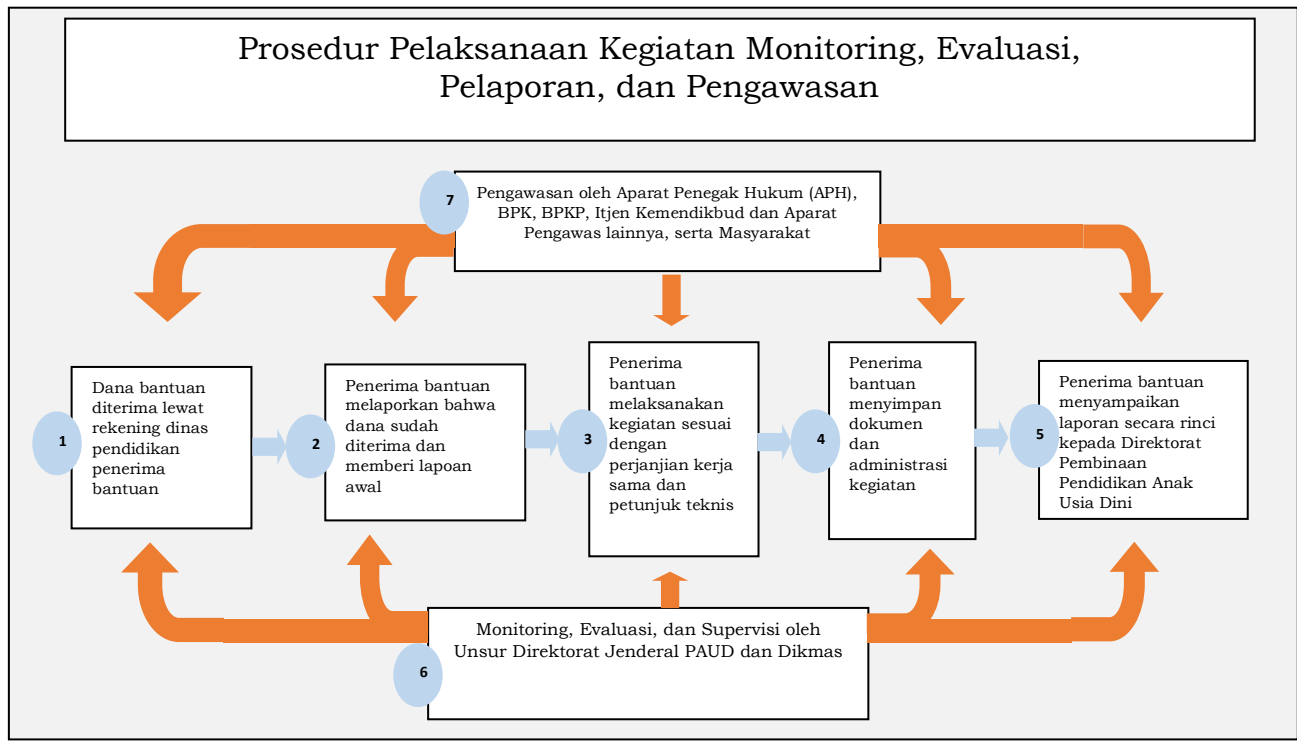 Prosedur Pelaksanaan Kegiatan Monitoring, Evaluasi,
Pelaporan, dan Pengawasan
7
Pengawasan oleh Aparat Penegak Hukum (APH),
BPK, BPKP, Itjen Kemendikbud dan Aparat
Pengawas lainnya, serta Masyarakat
1
Dana bantuan
diterima lewat
rekening dinas
pendidikan
penerima
bantuan
2
Penerima bantuan
melaporkan bahwa
dana sudah
diterima dan
memberi lapoan
awal
3
Penerima
bantuan
melaksanakan
kegiatan sesuai
dengan
perjanjian kerja
sama dan
petunjuk teknis
4
Penerima
bantuan
menyimpan
dokumen
dan
administrasi
kegiatan
5
Penerima bantuan
menyampaikan
laporan secara rinci
kepada Direktorat
Pembinaan
Pendidikan Anak
Usia Dini
6
Monitoring, Evaluasi, dan Supervisi oleh
Unsur Direktorat Jenderal PAUD dan Dikmas